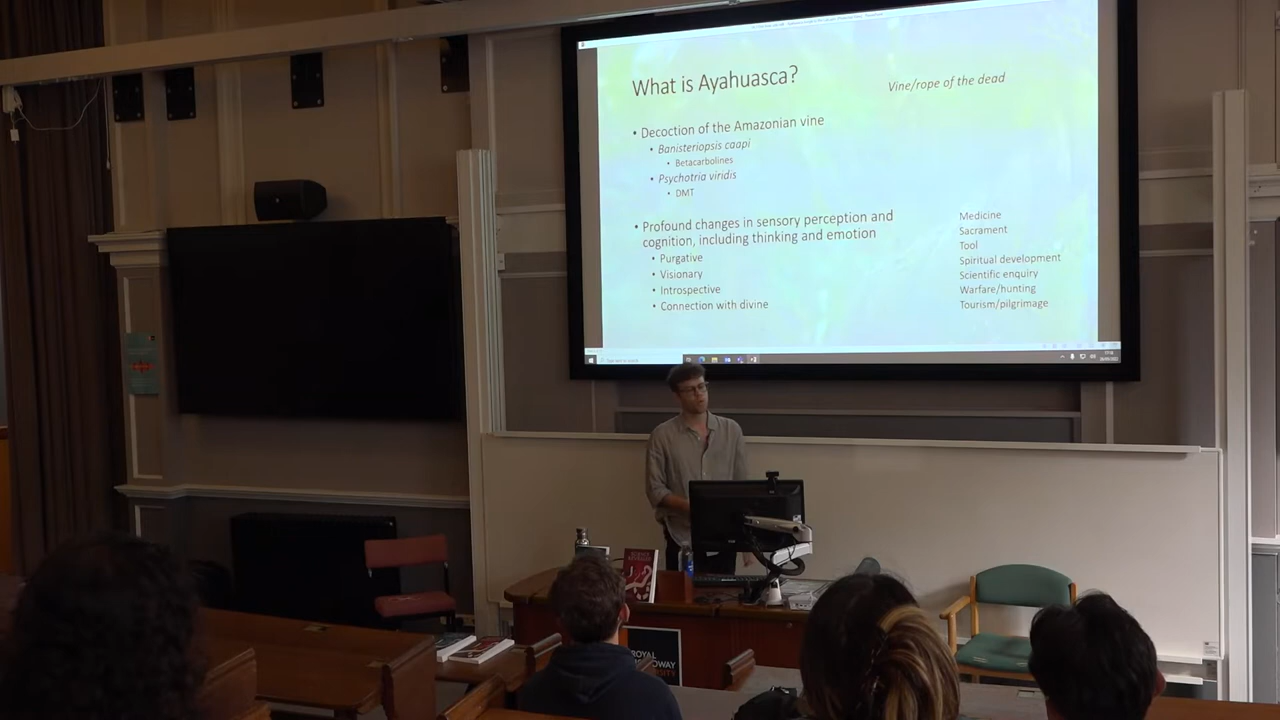 What is Ayahuasca?
Vine/rope of the dead
• Decoction of the Amazonian vine
• Banisteriopsis caapi
• Betacarbolines
• Psychotria viridis
• DMT
• Profound changes in sensory perception and
cognition, including thinking and emotion
• Purgative
• Visionary
• Introspective
• Connection with divine
Medicine
Sacrament
Tool
Spiritual development
Scientific enquiry
Warfare/hunting
Tourism/pilgrimage
ROYAL